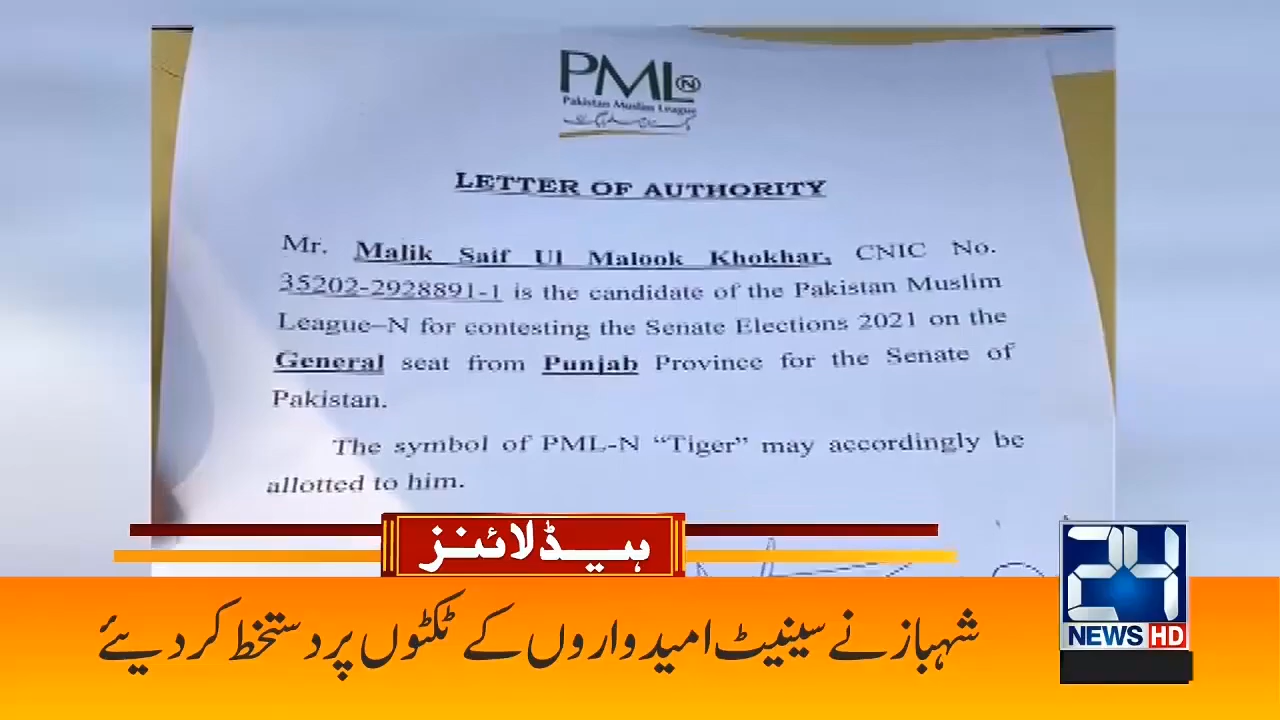 PMLN
Pakistan Muslim League
LETTER OF AUTHORITY
Mr. Malik Saif Ul Malook Khokhar, CNIC No.
35202-2928891-1 is the candidate of the Pakistan Muslim
League–N for contesting the Senate Elections 2021 on the
General seat from Punjab Province for the Senate of
Pakistan.
The symbol of PML-N “Tiger” may accordingly be
allotted to him.
ہیڈلائنز
شہباز نے سینیٹ امیدواروں کے ٹکٹوں پر دستخط کر دیئے
24
NEWS HD